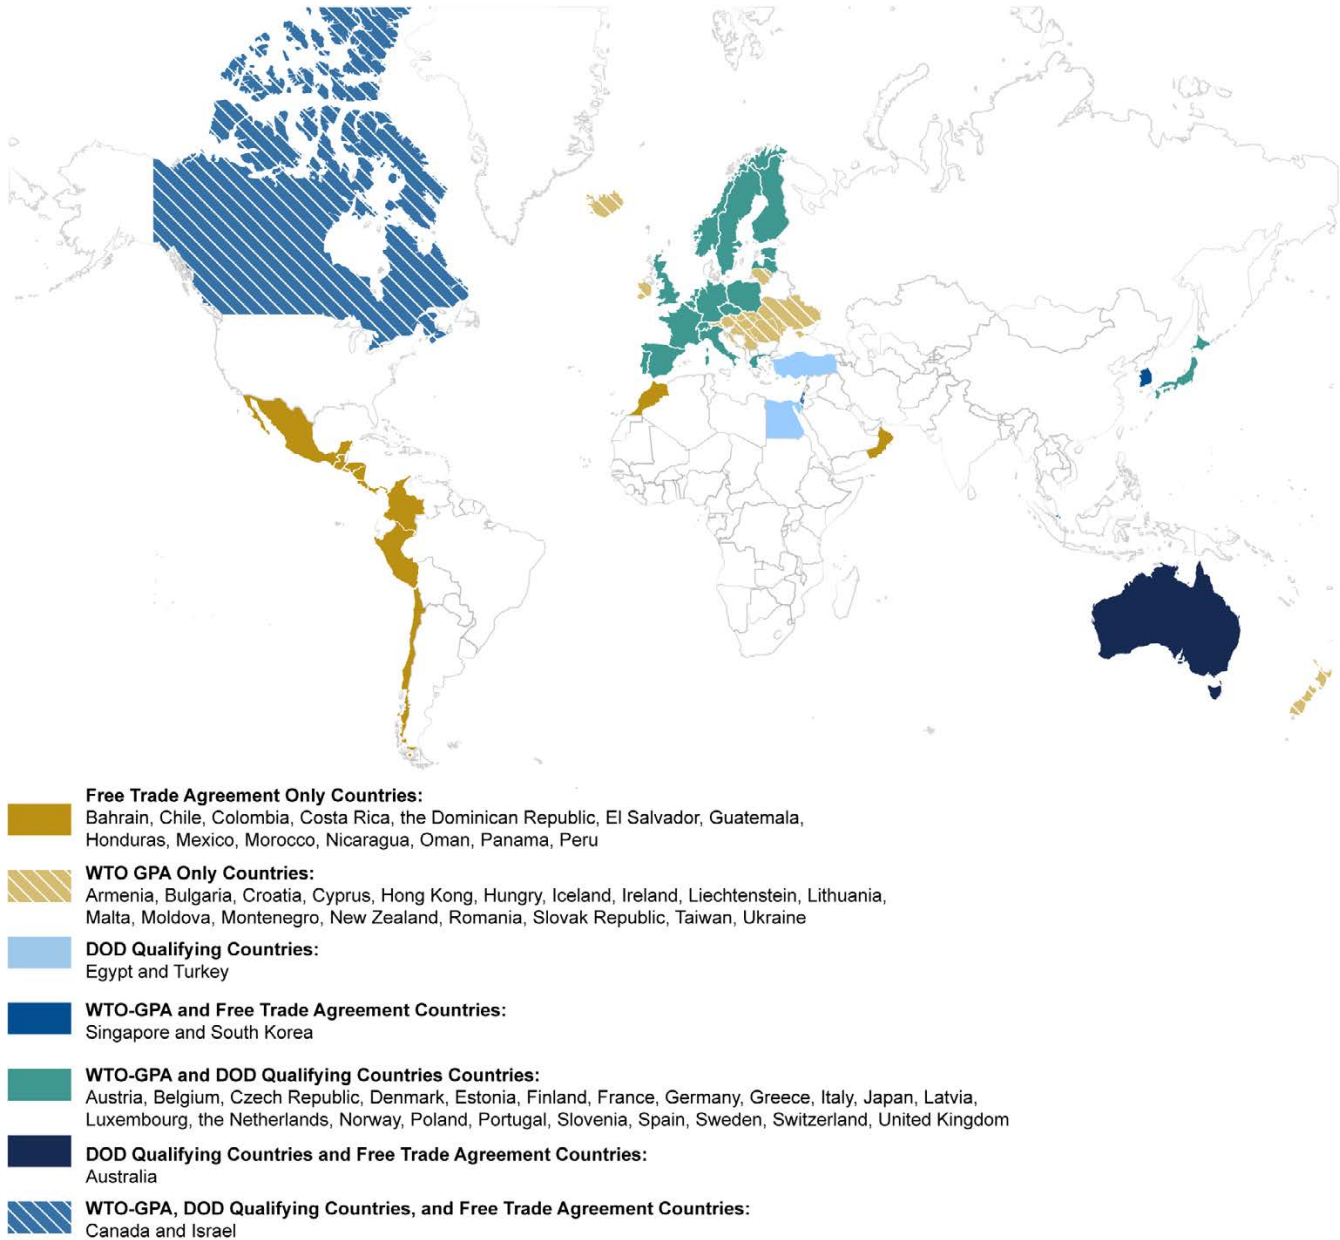 Free Trade Agreement Only Countries:
Bahrain, Chile, Colombia, Costa Rica, the Dominican Republic, El Salvador, Guatemala,
Honduras, Mexico, Morocco, Nicaragua, Oman, Panama, Peru
WTO GPA Only Countries:
Armenia, Bulgaria, Croatia, Cyprus, Hong Kong, Hungry, Iceland, Ireland, Liechtenstein, Lithuania,
Malta, Moldova, Montenegro, New Zealand, Romania, Slovak Republic, Taiwan, Ukraine
DOD Qualifying Countries:
Egypt and Turkey
WTO-GPA and Free Trade Agreement Countries:
Singapore and South Korea
WTO-GPA and DOD Qualifying Countries Countries:
Austria, Belgium, Czech Republic, Denmark, Estonia, Finland, France, Germany, Greece, Italy, Japan, Latvia,
Luxembourg, the Netherlands, Norway, Poland, Portugal, Slovenia, Spain, Sweden, Switzerland, United Kingdom
DOD Qualifying Countries and Free Trade Agreement Countries:
Australia
WTO-GPA, DOD Qualifying Countries, and Free Trade Agreement Countries:
Canada and Israel